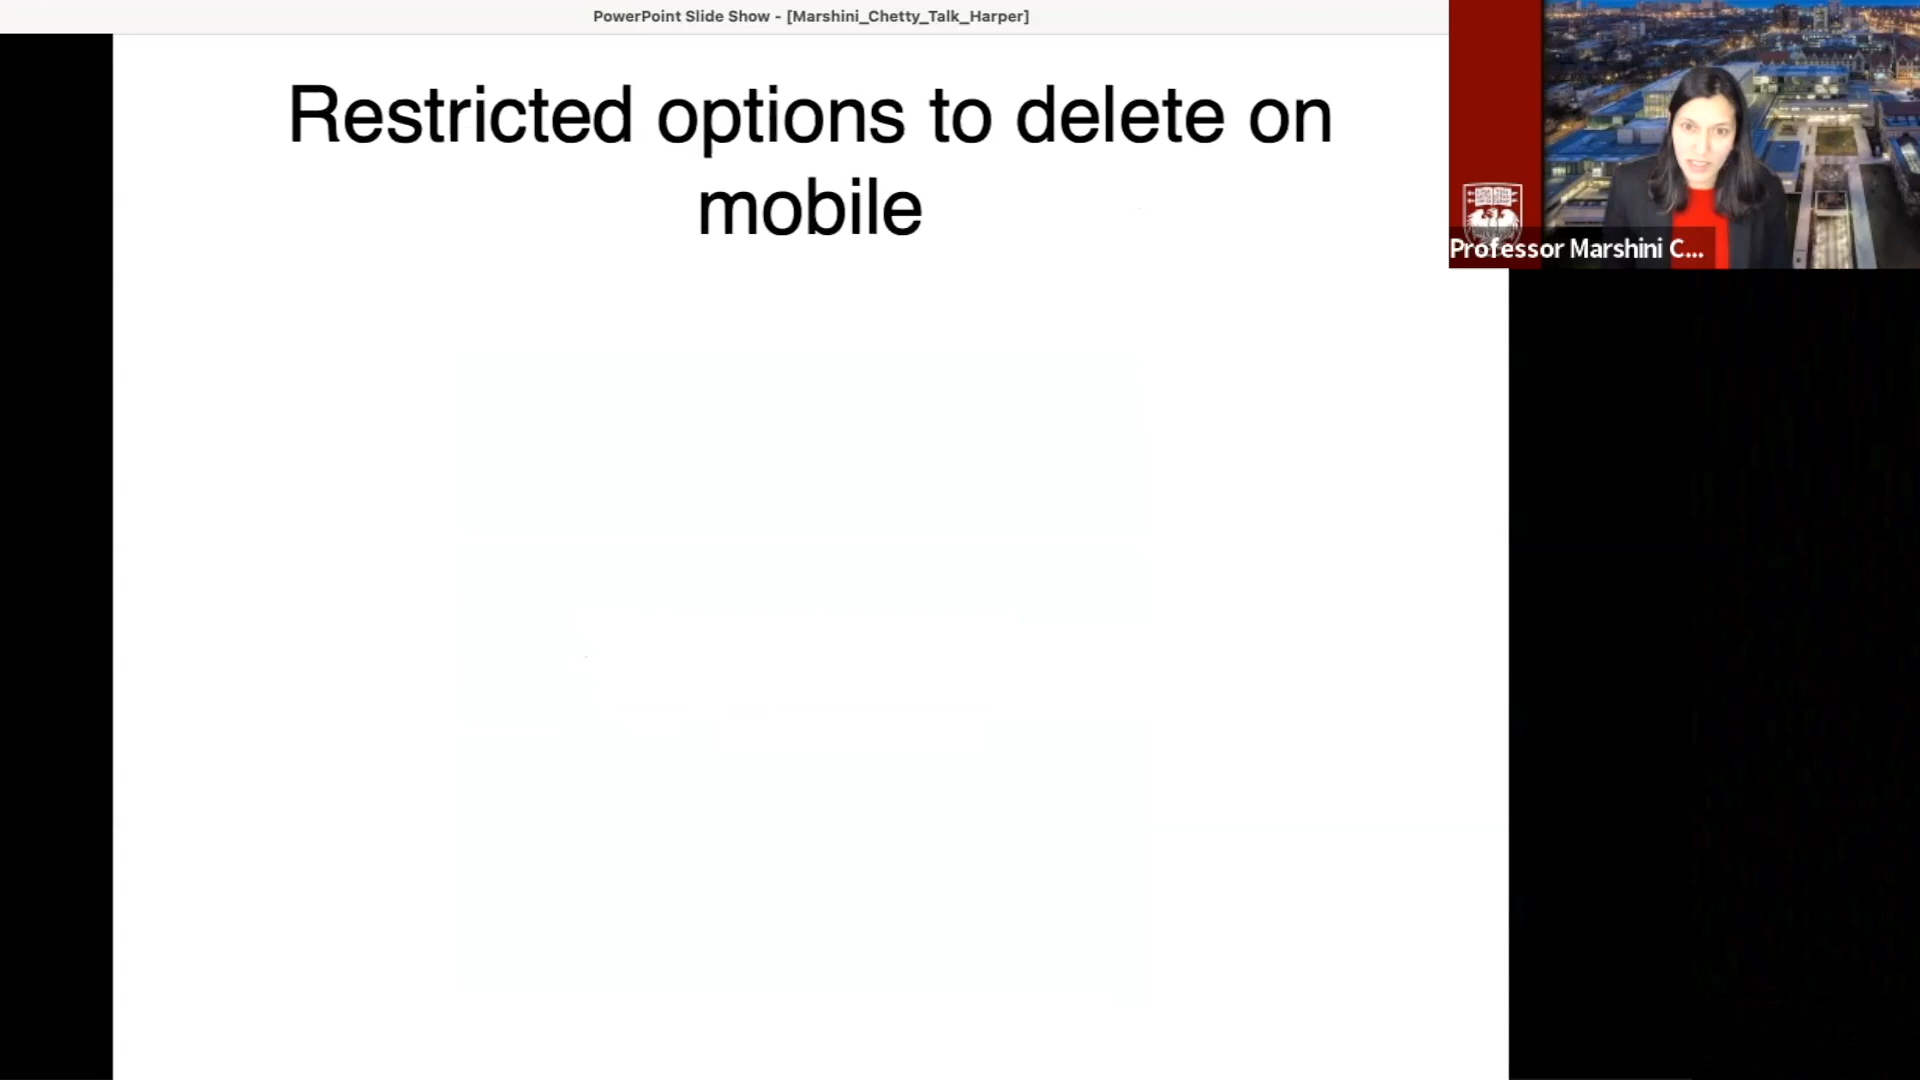 PowerPoint Slide Show - [Marshini_Chetty_Talk_Harper]
Restricted options to delete on
mobile
Professor Marshini C...